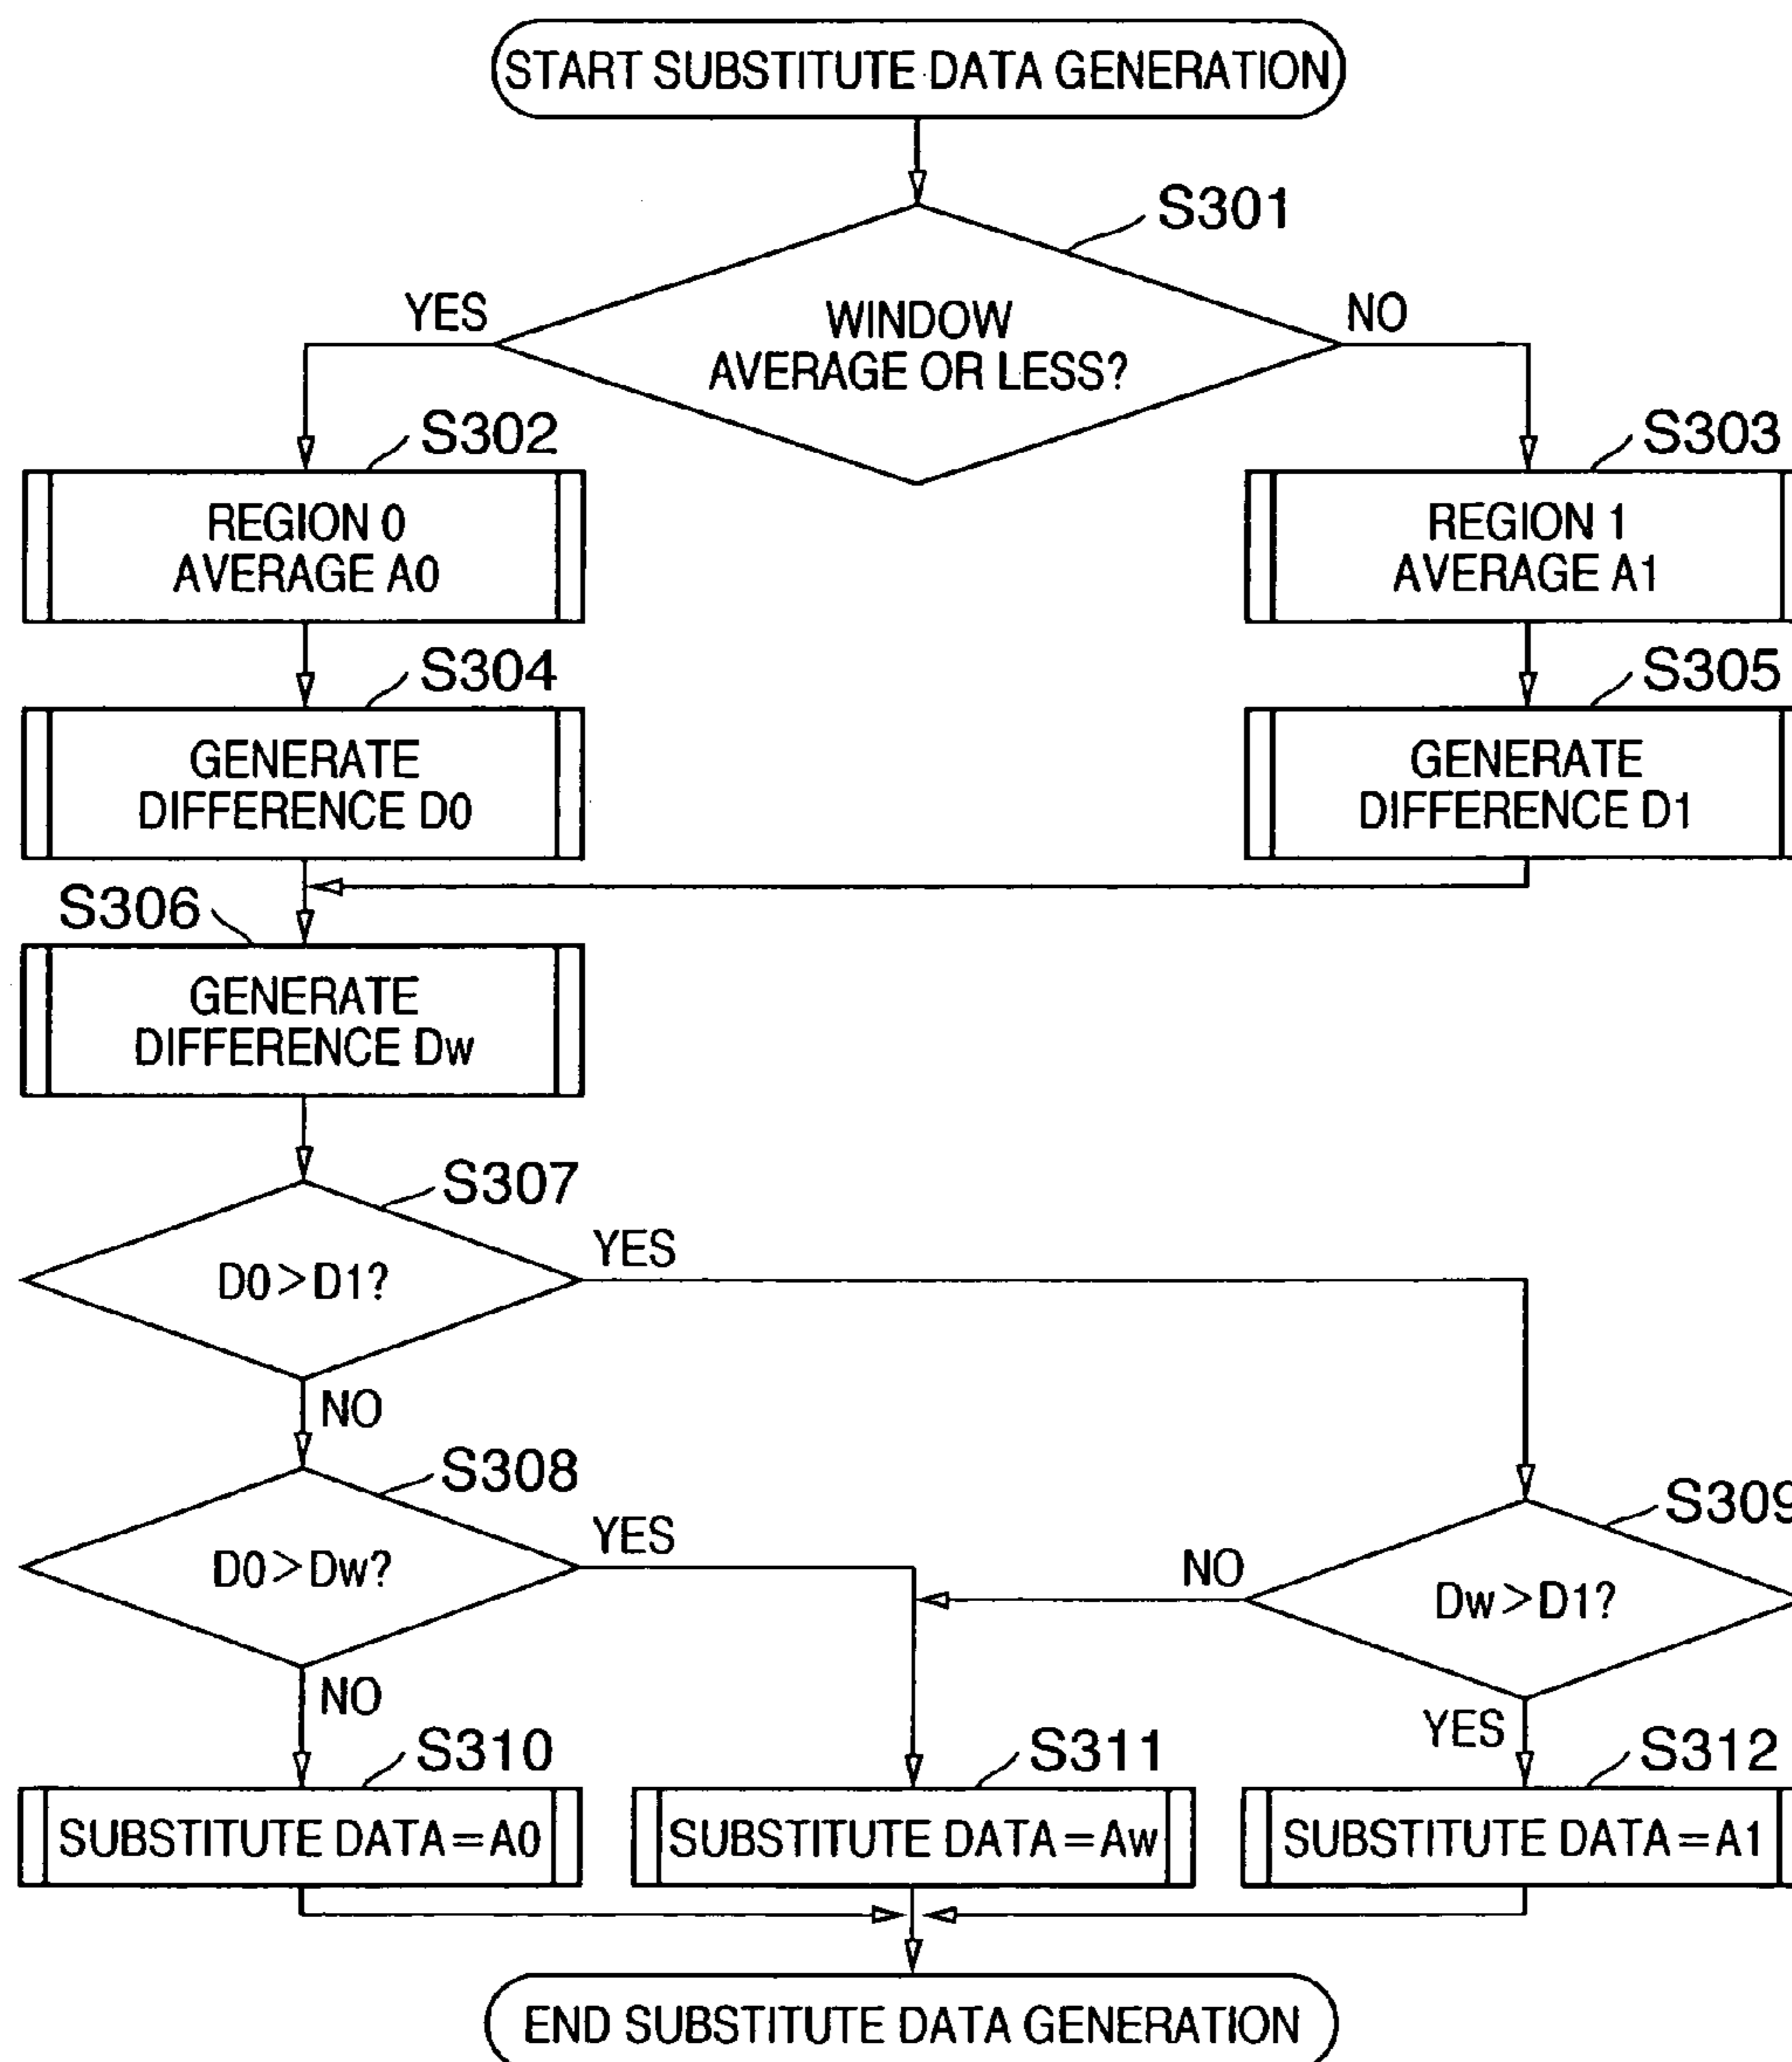 START SUBSTITUTE DATA GENERATION
S301
YES
WINDOW
AVERAGE OR LESS?
NO
S302
S303
REGION 0
AVERAGE A0
REGION 1
AVERAGE A1
S304
S305
GENERATE
DIFFERENCE D0
GENERATE
DIFFERENCE D1
S306
GENERATE
DIFFERENCE Dw
S307
D0>D1?
YES
NO
S308
S309
D0>Dw?
YES
NO
Dw>D1?
NO
YES
S310
S311
S312
SUBSTITUTE DATA=A0
SUBSTITUTE DATA=Aw
SUBSTITUTE DATA=A1
END SUBSTITUTE DATA GENERATION